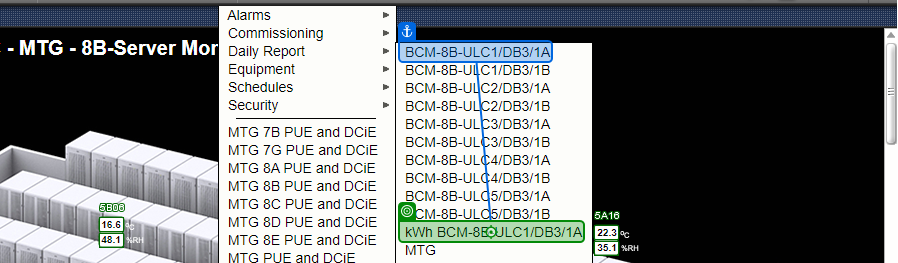 - MTG - 8B-Server Mor
Alarms
Commissioning
Daily Report
Equipment
Schedules
Security
MTG 7B PUE and DCiE
MTG 7G PUE and DCiE
MTG 8A PUE and DCiE
MTG 8B PUE and DCiE
MTG 8C PUE and DCiE
MTG 8D PUE and DCiE
MTG 8E PUE and DCiE
MTG PUE and DCiE
BCM-8B-ULC1/DB3/1A
BCM-8B-ULC1/DB3/1B
BCM-8B-ULC2/DB3/1A
BCM-8B-ULC2/DB3/1B
BCM-8B-ULC3/DB3/1A
BCM-8B-ULC3/DB3/1B
BCM-8B-ULC4/DB3/1A
BCM-8B-ULC4/DB3/1B
BCM-8B-ULC5/DB3/1A
BCM-8B-ULC5/DB3/1B
kWh BCM-8B-ULC1/DB3/1A
MTG
5B06
16.6 ºC
48.1 %RH
5A16
22.3 ºC
35.1 %RH